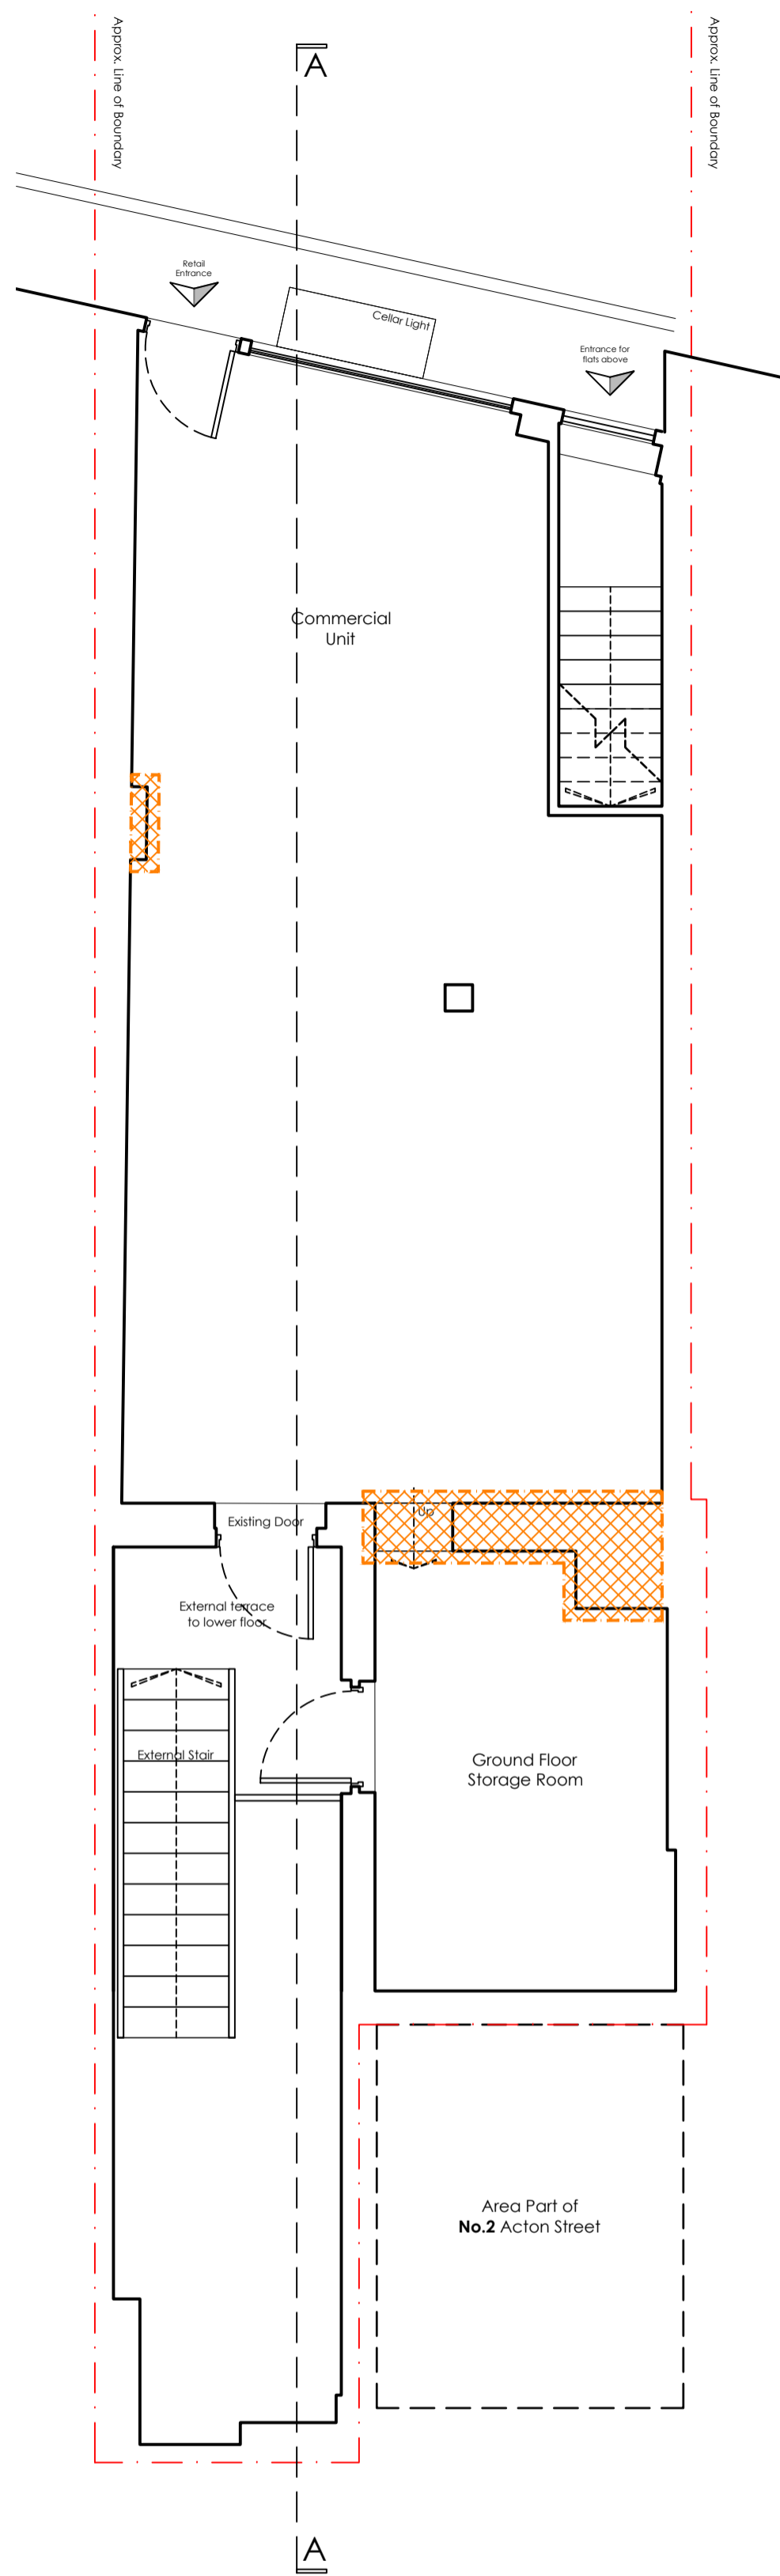 Approx. Line of Boundary
Approx. Line of Boundary
A
Retail
Entrance
Cellar Light
Entrance for
flats above
Commercial
Unit
Up
Existing Door
External terrace
to lower floor
External Stair
Ground Floor
Storage Room
Area Part of
No.2 Acton Street
A